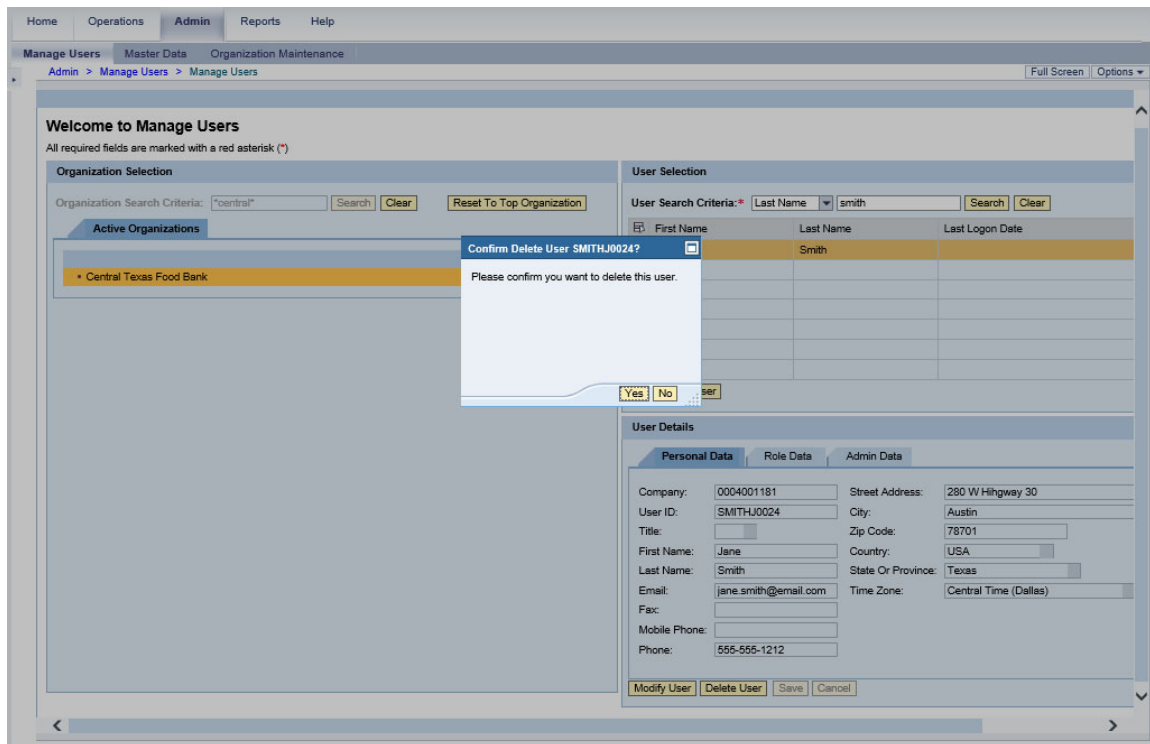 Home Operations Admin Reports Help
Manage Users Master Data Organization Maintenance
Admin > Manage Users > Manage Users
Full Screen Options
Welcome to Manage Users
All required fields are marked with a red asterisk (*)
Organization Selection
Organization Search Criteria: *central* Search Clear Reset To Top Organization
Active Organizations
Central Texas Food Bank
User Selection
User Search Criteria:* Last Name smith Search Clear
First Name Last Name Last Logon Date
Smith
Confirm Delete User SMITHJ0024?
Please confirm you want to delete this user.
Yes No
User Details
Personal Data Role Data Admin Data
Company: 0004001181
User ID: SMITHJ0024
Title:
First Name: Jane
Last Name: Smith
Email: jane.smith@email.com
Fax:
Mobile Phone:
Phone: 555-555-1212
Street Address: 280 W Hihgway 30
City: Austin
Zip Code: 78701
Country: USA
State Or Province: Texas
Time Zone: Central Time (Dallas)
Modify User Delete User Save Cancel